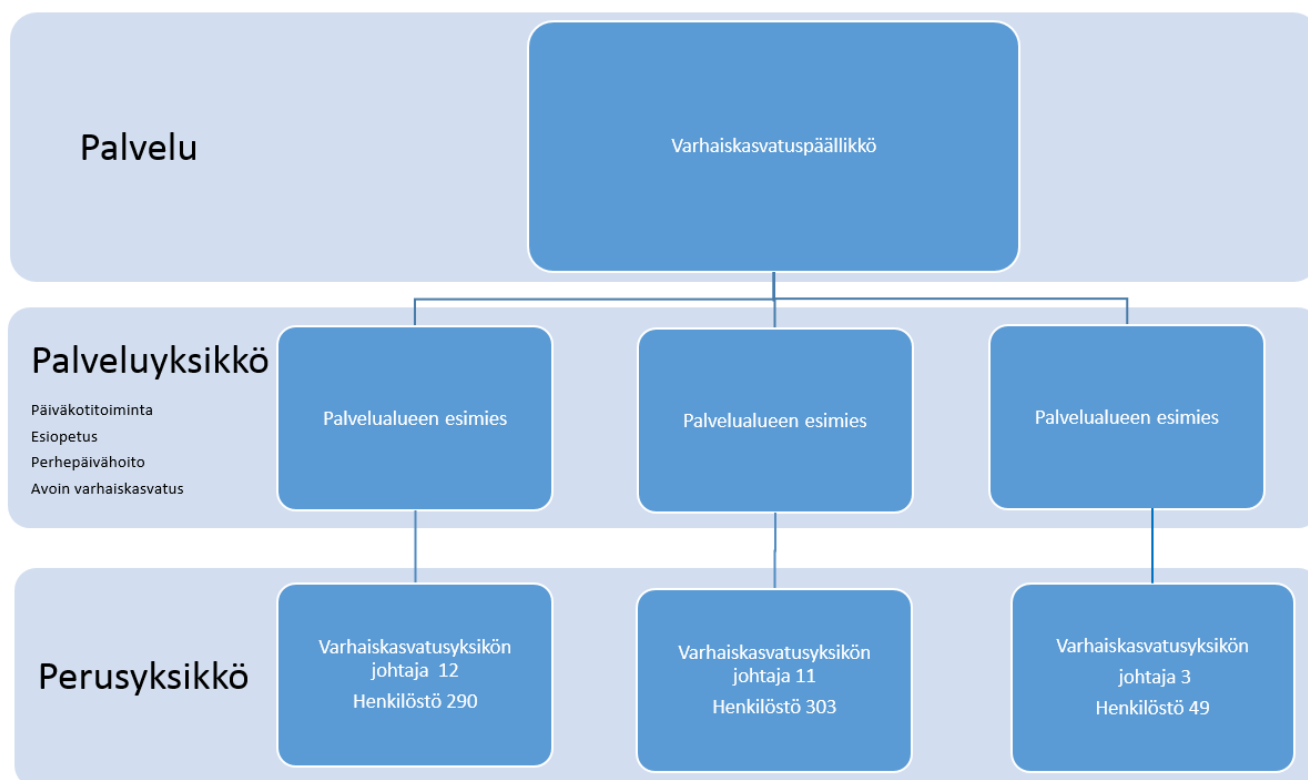 Palvelu
Varhaiskasvatuspäällikkö
Palveluyksikkö
Päiväkotitoiminta
Esiopetus
Perhepäivähoito
Avoin varhaiskasvatus
Palvelualueen esimies
Palvelualueen esimies
Palvelualueen esimies
Perusyksikkö
Varhaiskasvatusyksikön
johtaja 12
Henkilöstö 290
Varhaiskasvatusyksikön
johtaja 11
Henkilöstö 303
Varhaiskasvatusyksikön
johtaja 3
Henkilöstö 49